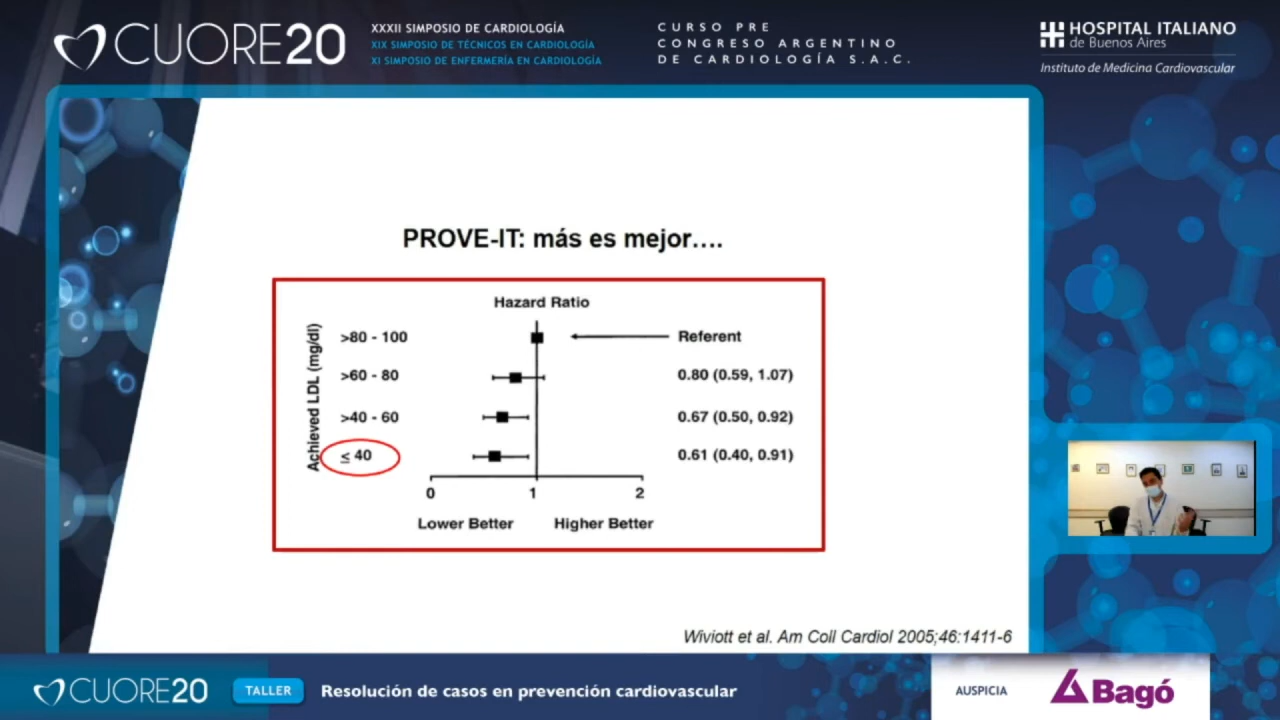 CUORE20
XXXII SIMPOSIO DE CARDIOLOGÍA
XIX SIMPOSIO DE TÉCNICOS EN CARDIOLOGÍA
XI SIMPOSIO DE ENFERMERÍA EN CARDIOLOGÍA
CURSO PRE
CONGRESO ARGENTINO
DE CARDIOLOGÍA S.A.C.
HOSPITAL ITALIANO
de Buenos Aires
Instituto de Medicina Cardiovascular
PROVE-IT: más es mejor....
Hazard Ratio
Achieved LDL (mg/dl)
>80 - 100
Referent
>60 - 80
0.80 (0.59, 1.07)
>40 - 60
0.67 (0.50, 0.92)
≤ 40
0.61 (0.40, 0.91)
0 1 2
Lower Better Higher Better
Wiviott et al. Am Coll Cardiol 2005;46:1411-6
CUORE20
TALLER
Resolución de casos en prevención cardiovascular
AUSPICIA
Bagó